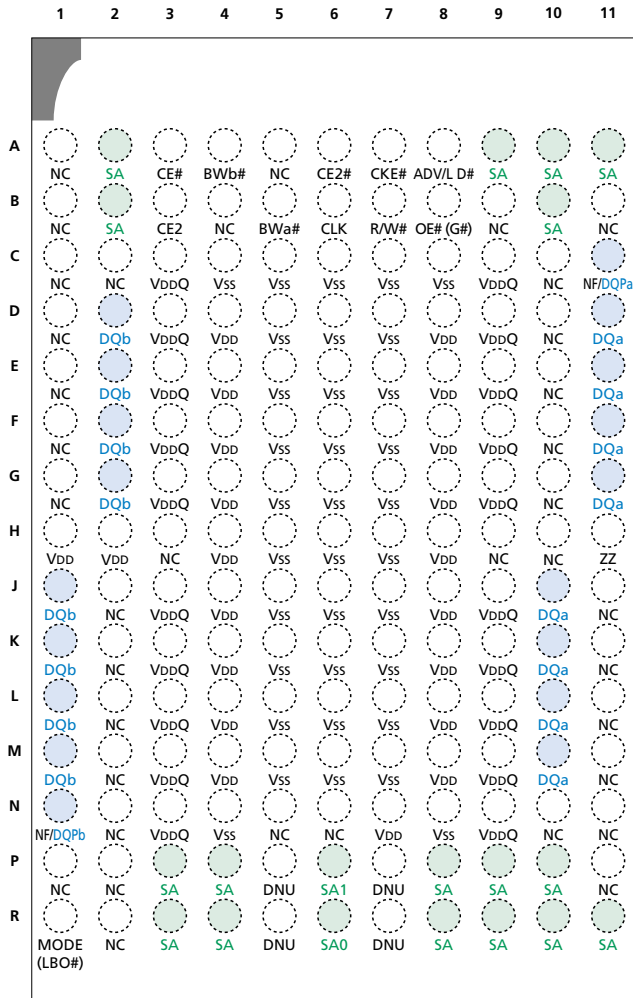 1 2 3 4 5 6 7 8 9 10 11
A
NC SA CE# BWb# NC CE2# CKE# ADV/L D# SA SA SA
B
NC SA CE2 NC BWa# CLK R/W# OE# (G#) NC SA NC
C
NC NC VDDQ Vss Vss Vss Vss Vss VDDQ NC NF/DQPa
D
NC DQb VDDQ VDD Vss Vss Vss VDD VDDQ NC DQa
E
NC DQb VDDQ VDD Vss Vss Vss VDD VDDQ NC DQa
F
NC DQb VDDQ VDD Vss Vss Vss VDD VDDQ NC DQa
G
NC DQb VDDQ VDD Vss Vss Vss VDD VDDQ NC DQa
H
VDD VDD NC VDD Vss Vss Vss VDD NC NC ZZ
J
DQb NC VDDQ VDD Vss Vss Vss VDD VDDQ DQa NC
K
DQb NC VDDQ VDD Vss Vss Vss VDD VDDQ DQa NC
L
DQb NC VDDQ VDD Vss Vss Vss VDD VDDQ DQa NC
M
DQb NC VDDQ VDD Vss Vss Vss VDD VDDQ DQa NC
N
NF/DQPb NC VDDQ Vss NC NC VDD Vss VDDQ NC NC
P
NC NC SA SA DNU SA1 DNU SA SA SA NC
R
MODE NC SA SA DNU SA0 DNU SA SA SA SA
(LBO#)